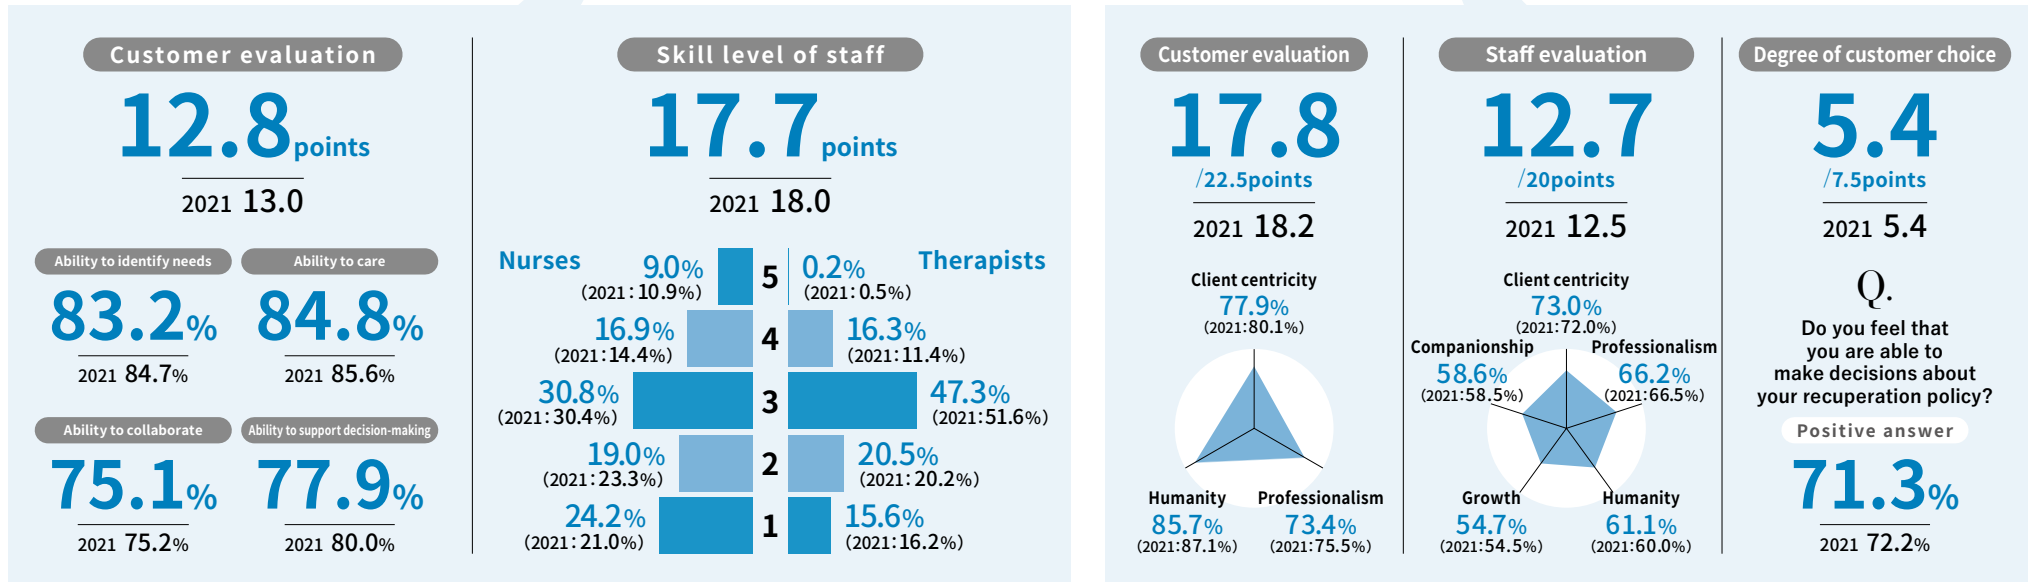 Customer evaluation
12.8points
2021 13.0
Ability to identify needs
83.2%
2021 84.7%
Ability to care
84.8%
2021 85.6%
Ability to collaborate
75.1%
2021 75.2%
Ability to support decision-making
77.9%
2021 80.0%
Skill level of staff
17.7points
2021 18.0
Nurses
Therapists
9.0%
(2021:10.9%)
5
0.2%
(2021:0.5%)
16.9%
(2021:14.4%)
4
16.3%
(2021:11.4%)
30.8%
(2021:30.4%)
3
47.3%
(2021:51.6%)
19.0%
(2021:23.3%)
2
20.5%
(2021:20.2%)
24.2%
(2021:21.0%)
1
15.6%
(2021:16.2%)
Customer evaluation
17.8
/22.5points
2021 18.2
Client centricity
77.9%
(2021:80.1%)
Humanity
85.7%
(2021:87.1%)
Professionalism
73.4%
(2021:75.5%)
Staff evaluation
12.7
/20points
2021 12.5
Client centricity
73.0%
(2021:72.0%)
Companionship
58.6%
(2021:58.5%)
Professionalism
66.2%
(2021:66.5%)
Growth
54.7%
(2021:54.5%)
Humanity
61.1%
(2021:60.0%)
Degree of customer choice
5.4
/7.5points
2021 5.4
Q.
Do you feel that
you are able to
make decisions about
your recuperation policy?
Positive answer
71.3%
2021 72.2%